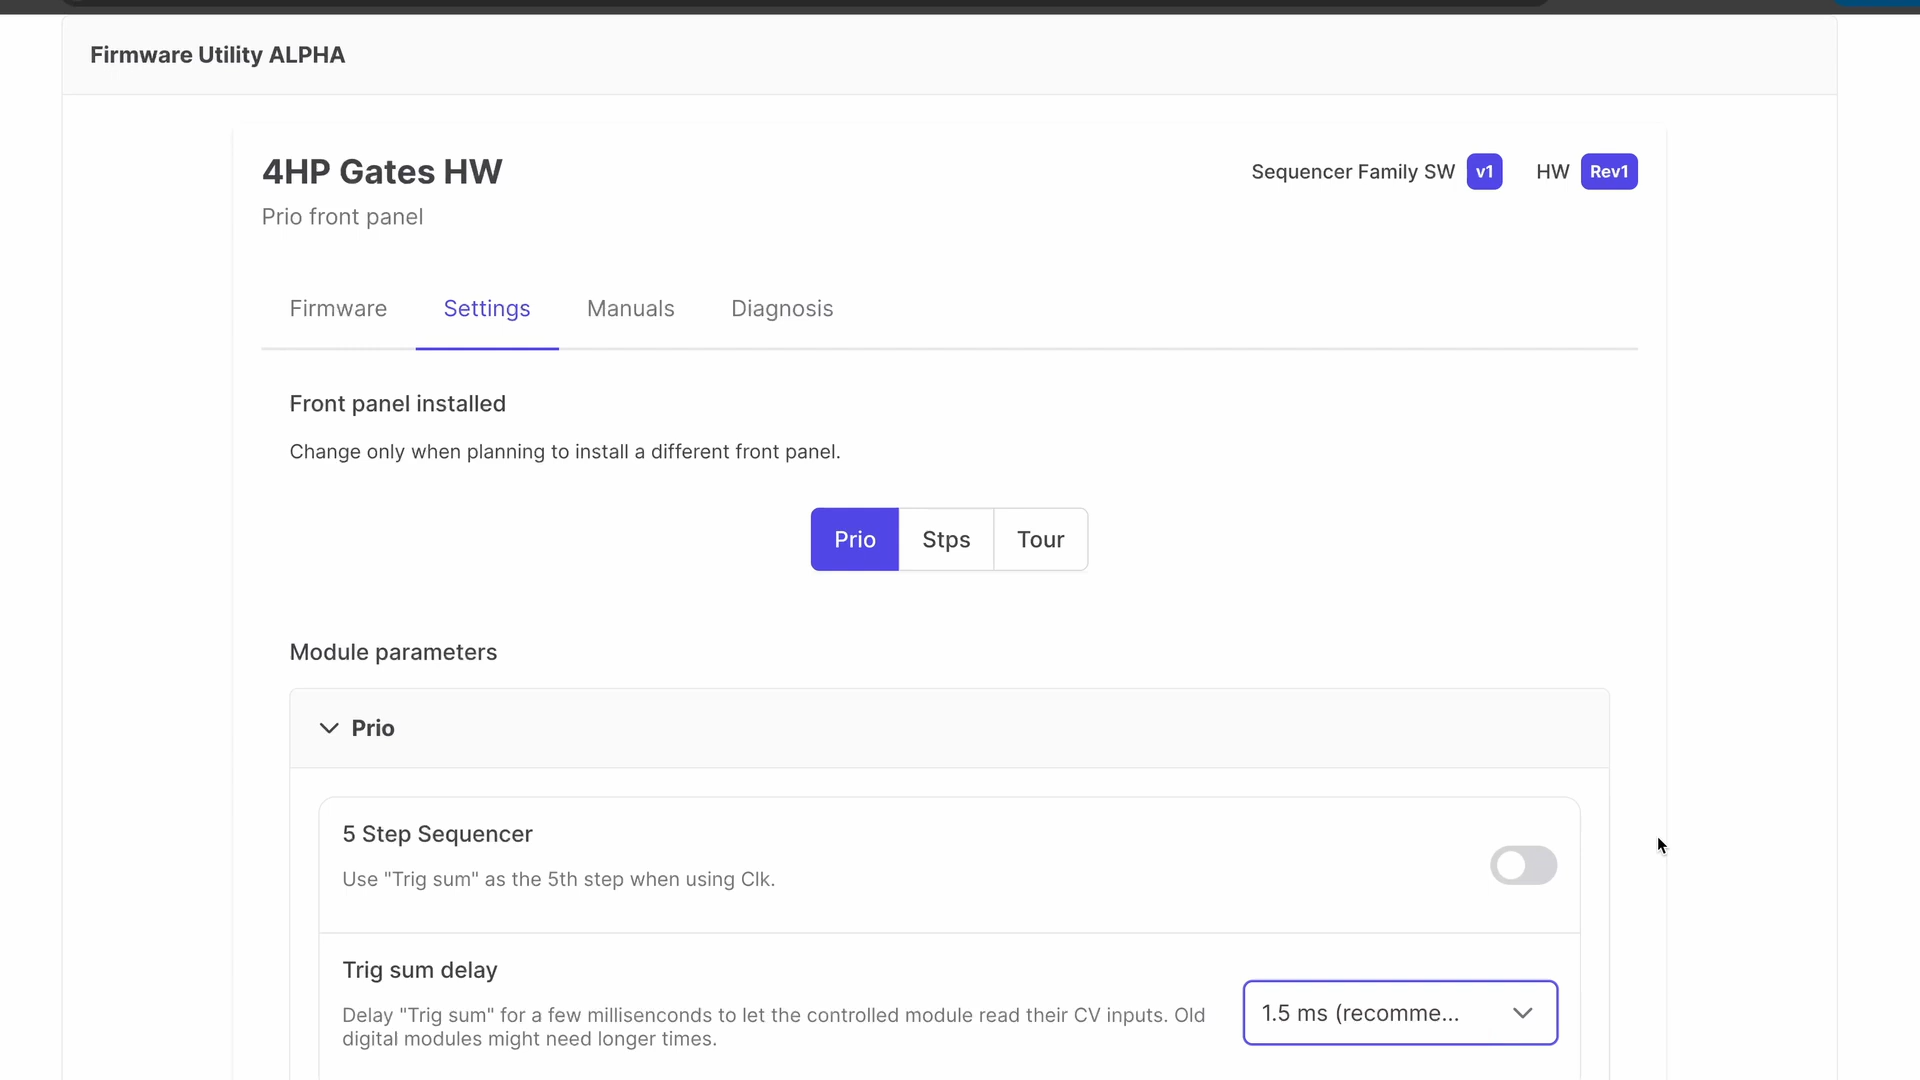 Firmware Utility ALPHA
4HP Gates HW
Sequencer Family SW v1 HW Rev1
Prio front panel
Firmware Settings Manuals Diagnosis
Front panel installed
Change only when planning to install a different front panel.
Prio Stps Tour
Module parameters
Prio
5 Step Sequencer
Use "Trig sum" as the 5th step when using Clk.
Trig sum delay
Delay "Trig sum" for a few millisenconds to let the controlled module read their CV inputs. Old
digital modules might need longer times.
1.5 ms (recomme...